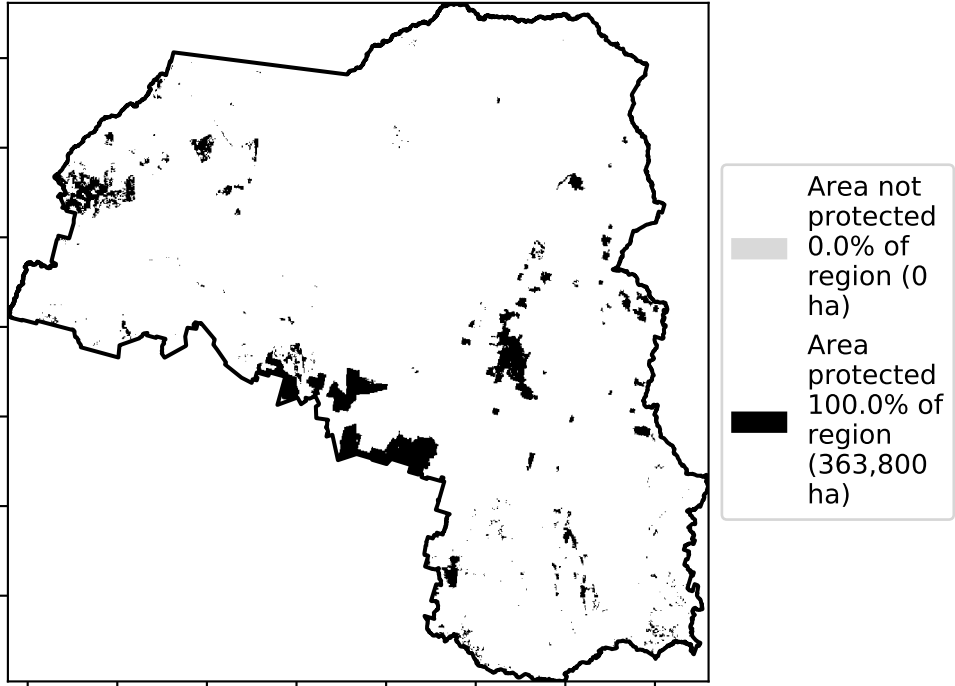 Area not
protected
0.0% of
region (0
ha)
Area
protected
100.0% of
region
(363,800
ha)